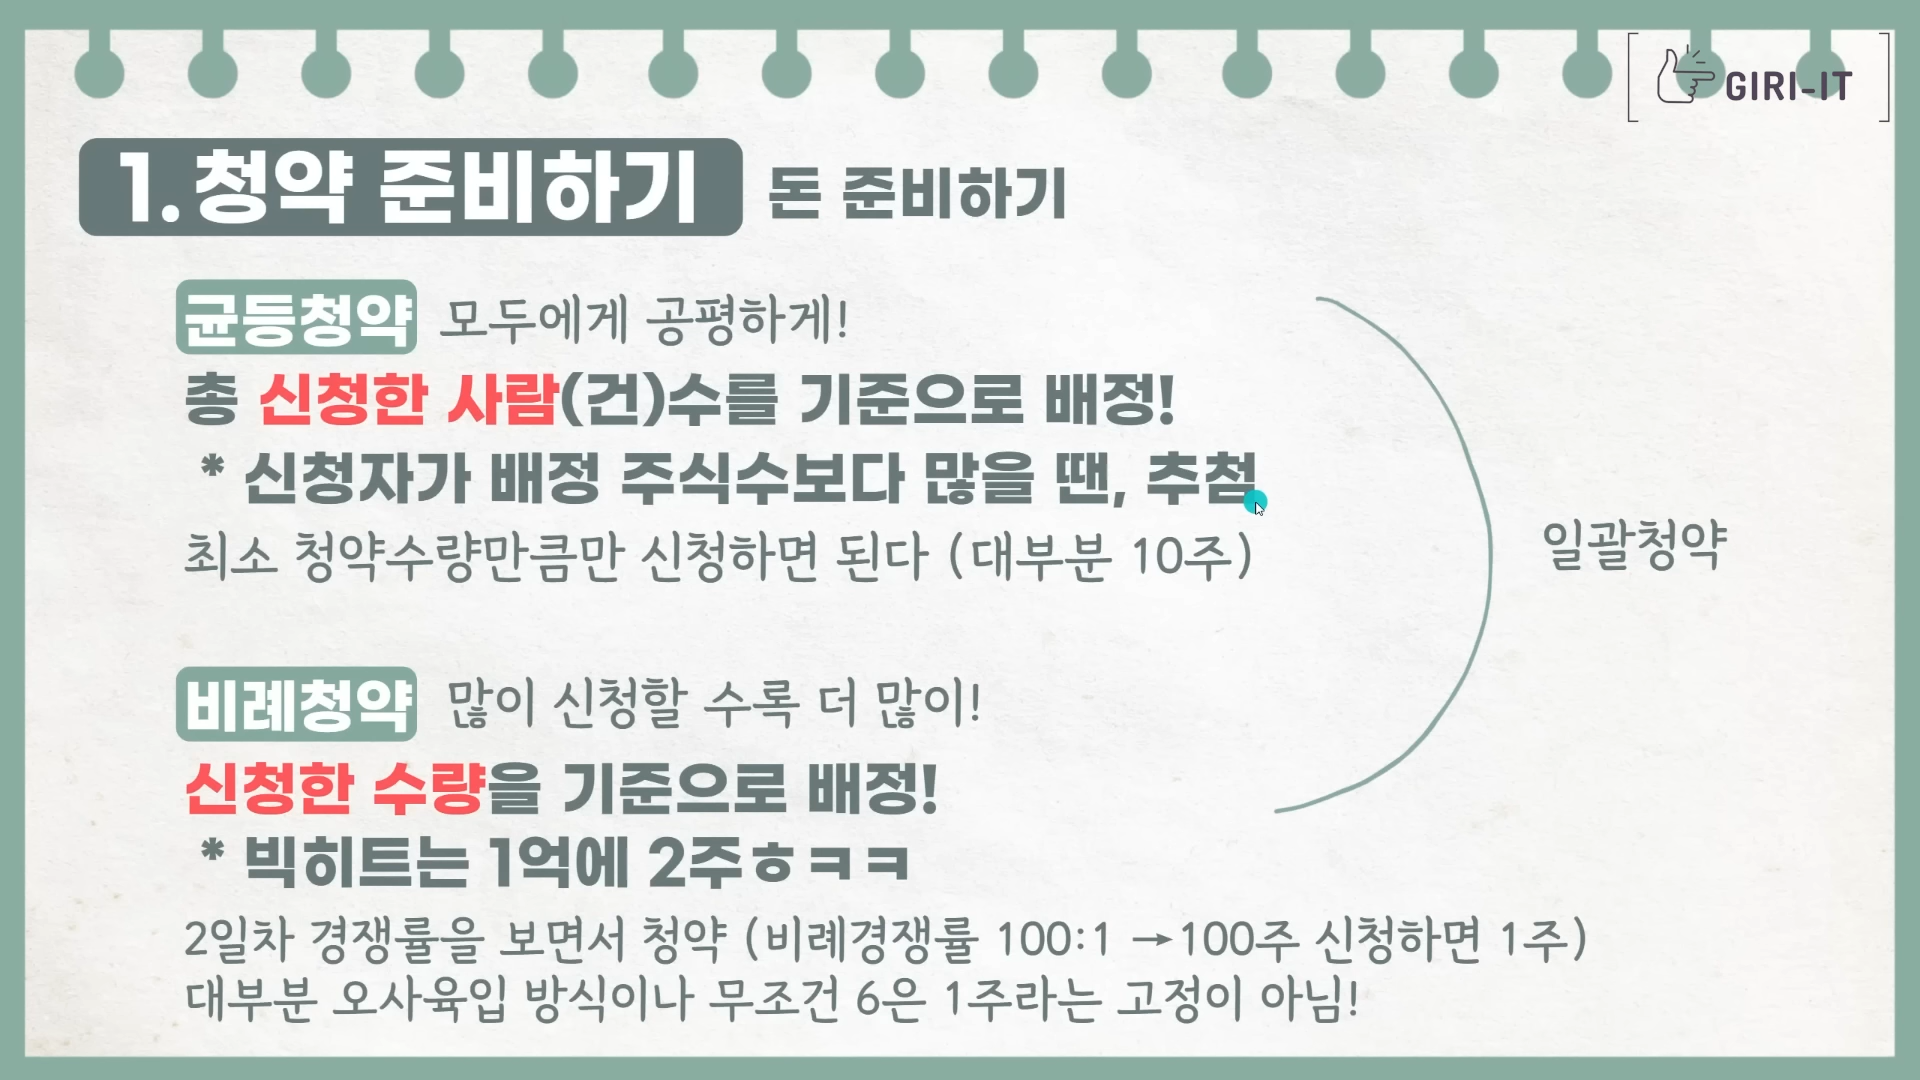 GIRI-IT
1. 청약 준비하기 돈 준비하기
균등청약 모두에게 공평하게!
총 신청한 사람(건)수를 기준으로 배정!
* 신청자가 배정 주식수보다 많을 땐, 추첨
최소 청약수량만큼만 신청하면 된다 (대부분 10주)
일괄청약
비례청약 많이 신청할 수록 더 많이!
신청한 수량을 기준으로 배정!
* 빅히트는 1억에 2주ㅎㅋㅋ
2일차 경쟁률을 보면서 청약 (비례경쟁률 100:1 →100주 신청하면 1주)
대부분 오사육입 방식이나 무조건 6은 1주라는 고정이 아님!